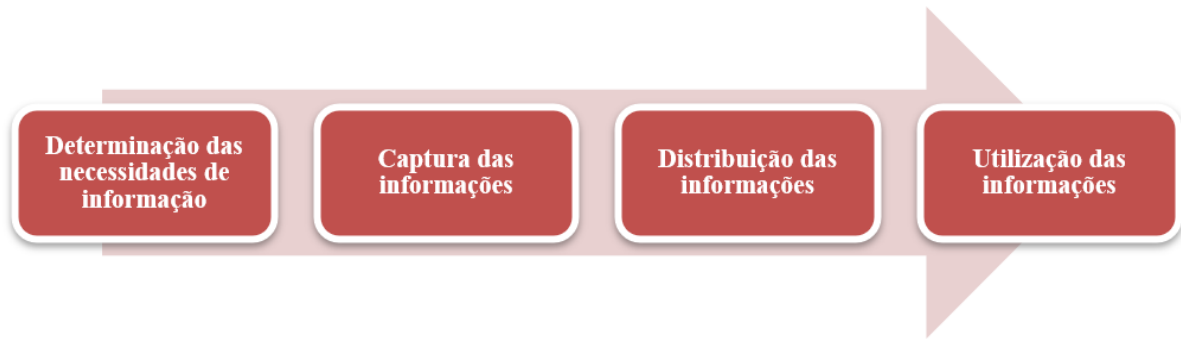 Determinação das
necessidades de
informação
Captura das
informações
Distribuição das
informações
Utilização das
informações